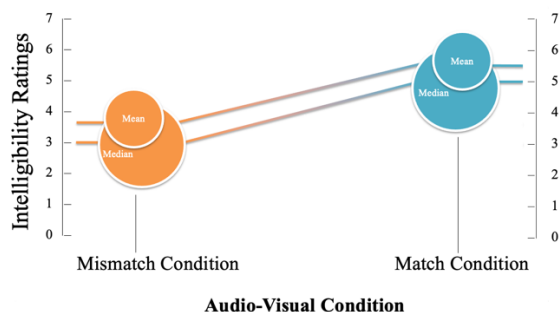 Intelligibility Ratings
7
6
5
4
3
2
1
0
Mean
Median
Mean
Median
7
6
5
4
3
2
1
0
Mismatch Condition
Match Condition
Audio-Visual Condition